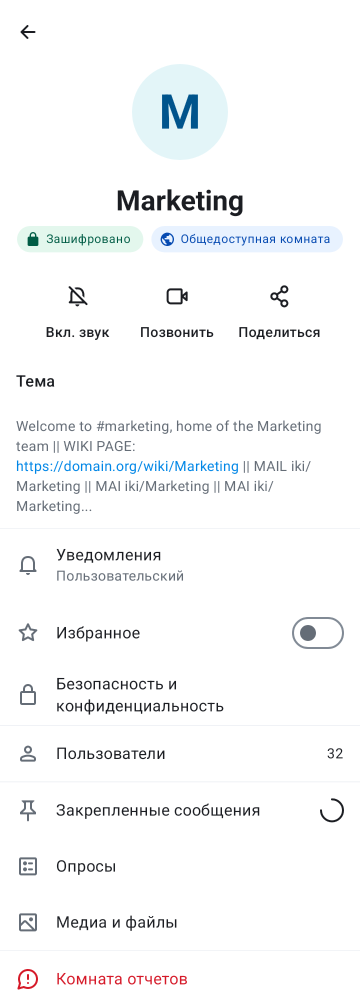 M
Marketing
Зашифровано
Общедоступная комната
Вкл. звук
Позвонить
Поделиться
Тема
Welcome to #marketing, home of the Marketing
team || WIKI PAGE:
https://domain.org/wiki/Marketing || MAIL iki/
Marketing || MAI iki/Marketing || MAI iki/
Marketing...
Уведомления
Пользовательский
Избранное
Безопасность и
конфиденциальность
Пользователи 32
Закрепленные сообщения
Опросы
Медиа и файлы
Комната отчетов